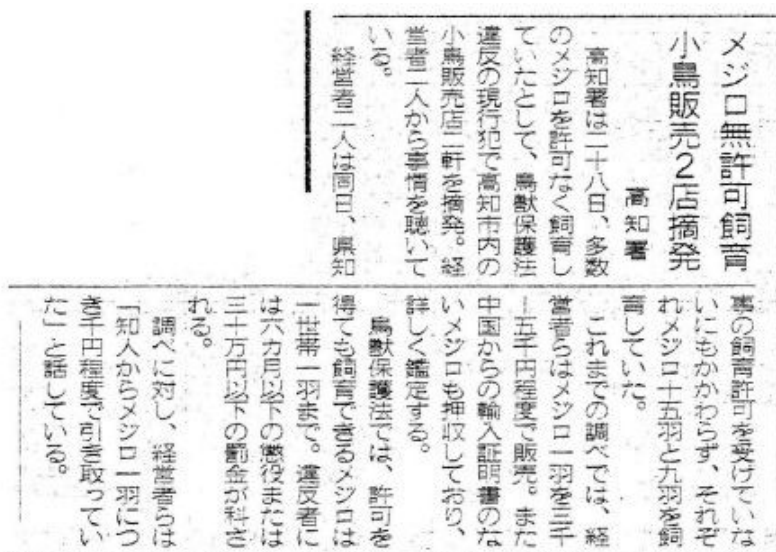 メジロ無許可飼育
小鳥販売2店摘発
高知署
高知署は二十八日、多数
のメジロを許可なく飼育し
ていたとして、鳥獣保護法
違反の現行犯で高知市内の
小鳥販売店二軒を摘発。経
営者二人から事情を聴いて
いる。
経営者二人は同日、県知
事の飼育許可を受けていな
いにもかかわらず、それぞ
れメジロ十五羽と九羽を飼
育していた。
これまでの調べでは、経
営者らはメジロ一羽を三千
―五千円程度で販売。また
中国からの輸入証明書のな
いメジロも押収しており、
詳しく鑑定する。
鳥獣保護法では、許可を
得ても飼育できるメジロは
一世帯一羽まで。違反者に
は六カ月以下の懲役または
三十万円以下の罰金が科さ
れる。
調べに対し、経営者らは
「知人からメジロ一羽につ
き千円程度で引き取ってい
た」と話している。